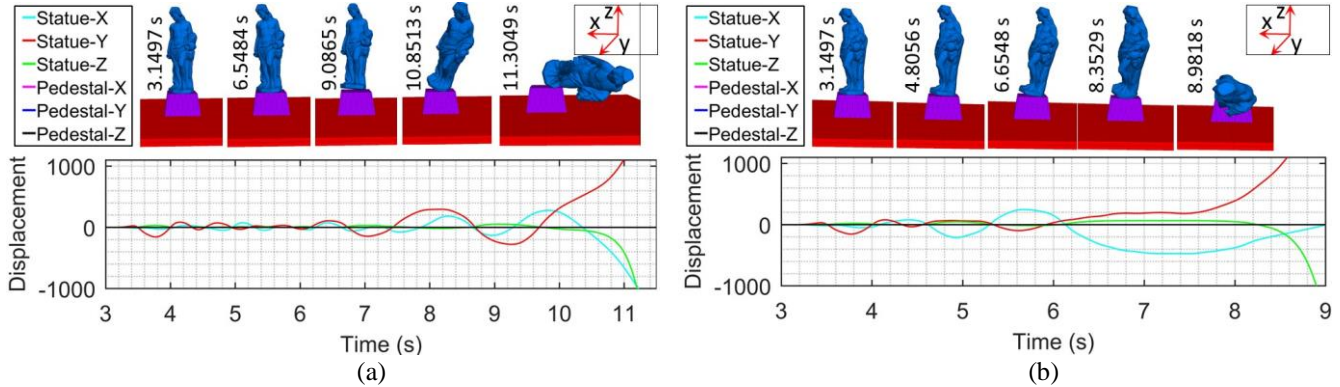 Statue-X
Statue-Y
Statue-Z
Pedestal-X
Pedestal-Y
Pedestal-Z
3.1497 s
6.5484 s
9.0865 s
10.8513 s
11.3049 s
z
x
y
1000
0
-1000
Displacement
3 4 5 6 7 8 9 10 11
Time (s)
(a)
Statue-X
Statue-Y
Statue-Z
Pedestal-X
Pedestal-Y
Pedestal-Z
3.1497 s
4.8056 s
6.6548 s
8.3529 s
8.9818 s
z
x
y
1000
0
-1000
Displacement
3 4 5 6 7 8 9
Time (s)
(b)